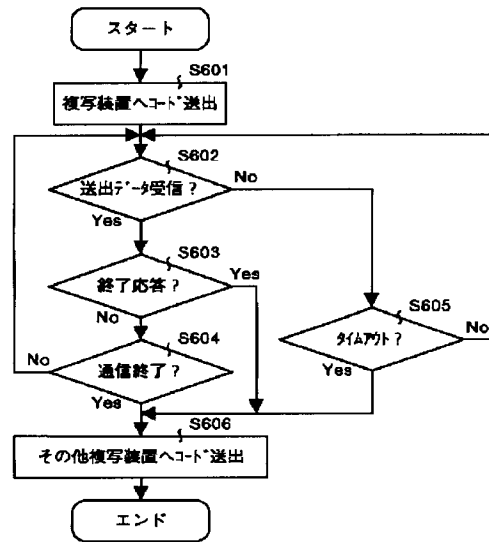 スタート
S601
複写装置へコード送出
S602
送出データ受信？
No
Yes
S603
終了応答？
Yes
No
S604
通信終了？
No
Yes
S605
タイムアウト？
No
Yes
S606
その他複写装置へコード送出
エンド